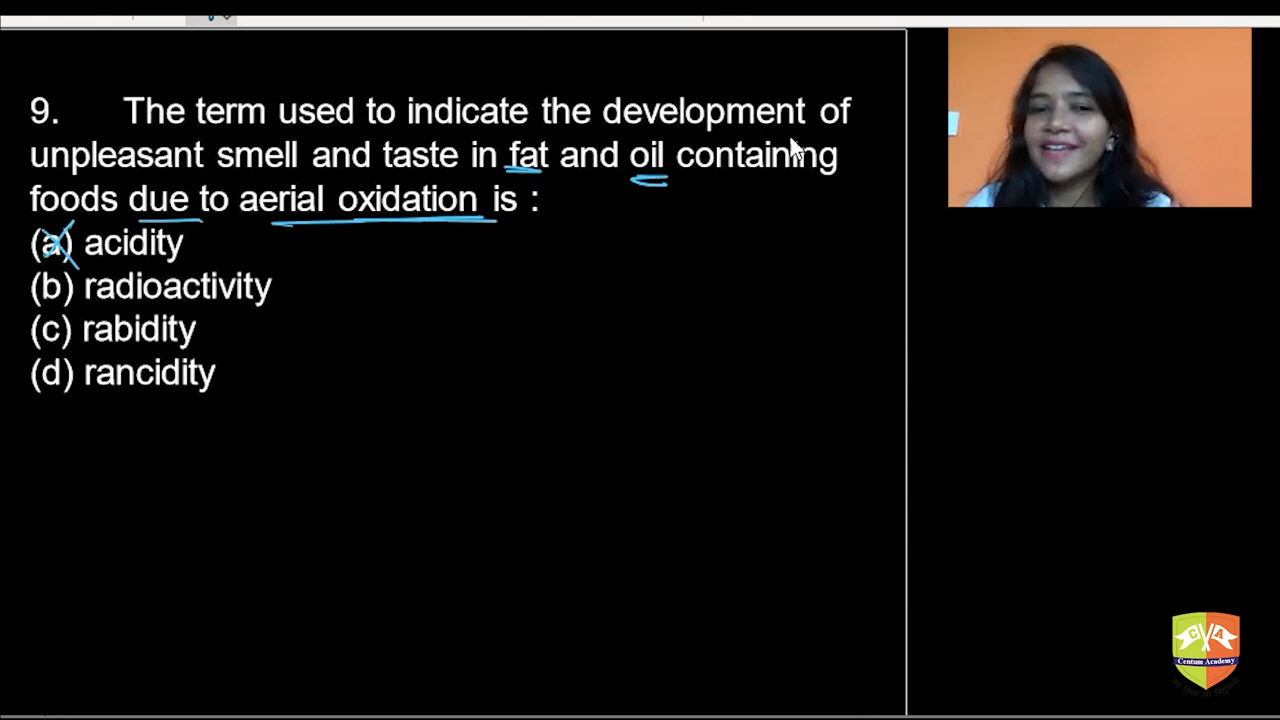 9. The term used to indicate the development of
unpleasant smell and taste in fat and oil containing
foods due to aerial oxidation is :
(a) acidity
(b) radioactivity
(c) rabidity
(d) rancidity
C A
Centum Academy